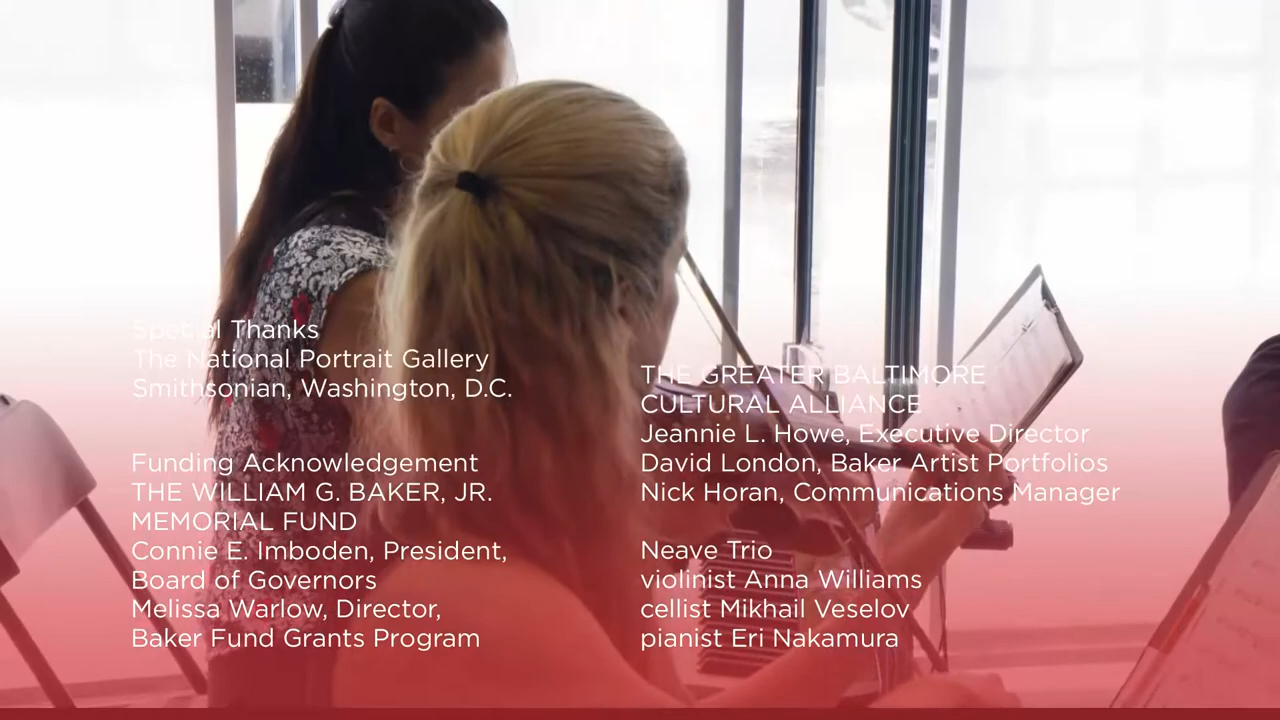 Special Thanks
The National Portrait Gallery
Smithsonian, Washington, D.C.
Funding Acknowledgement
THE WILLIAM G. BAKER, JR.
MEMORIAL FUND
Connie E. Imboden, President,
Board of Governors
Melissa Warlow, Director,
Baker Fund Grants Program
THE GREATER BALTIMORE
CULTURAL ALLIANCE
Jeannie L. Howe, Executive Director
David London, Baker Artist Portfolios
Nick Horan, Communications Manager
Neave Trio
violinist Anna Williams
cellist Mikhail Veselov
pianist Eri Nakamura